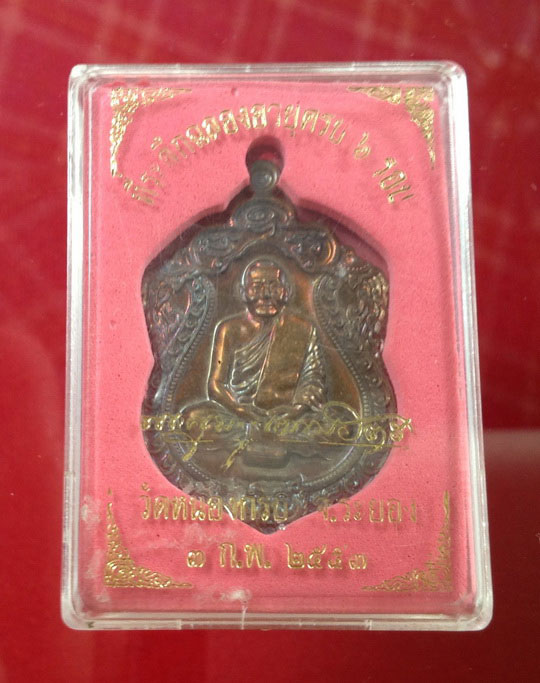 ที่ระลึกฉลองอายุครบ ๖ รอบ
วัดหนองกรับ จ.ระยอง
๗ ก.พ. ๒๕๕๓